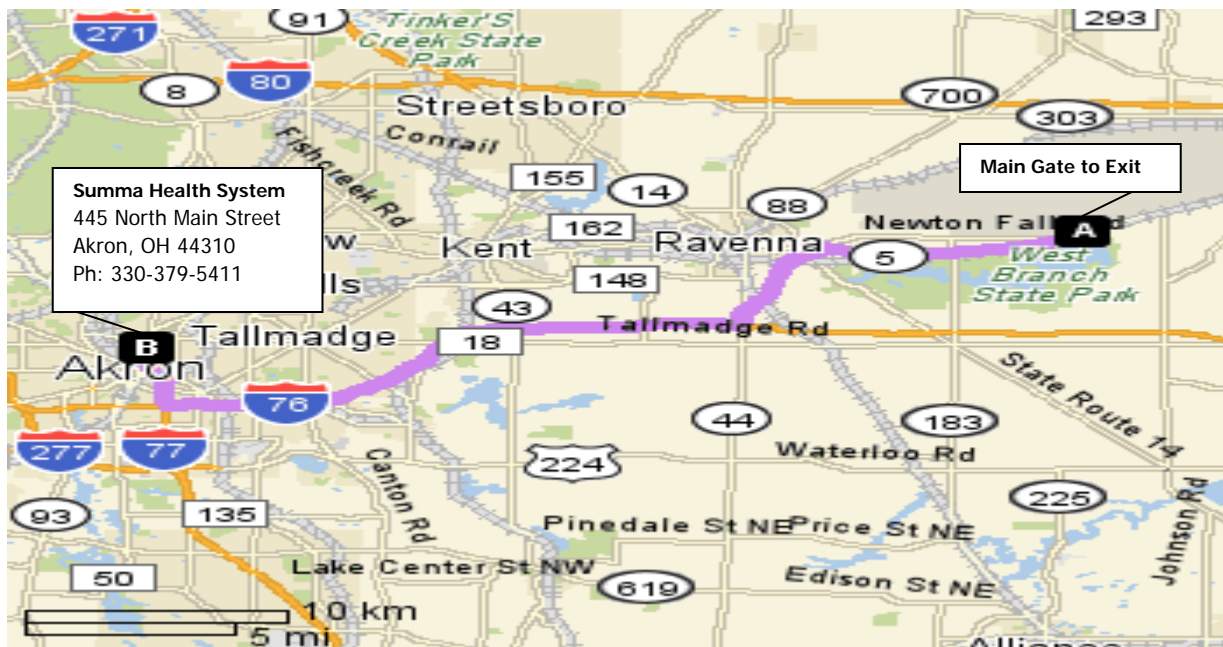 271
91
Tinker'S
Creek State
Park
293
80
8
700
303
Streetsboro
Conrail
Fishcreek Rd
Main Gate to Exit
Summa Health System
445 North Main Street
Akron, OH 44310
Ph: 330-379-5411
155
14
88
Newton Fall
A
162
Kent
Ravenna
5
West
Branch
State Park
148
lls
43
Tallmadge Rd
B
Tallmadge
18
Akron
76
State Route 14
44
183
277
77
Waterloo Rd
224
Canton Rd
225
93
135
Pinedale St NE
Price St NE
Johnson Rd
50
Lake Center St NW
619
Edison St NE
10 km
5 mi
Alliance